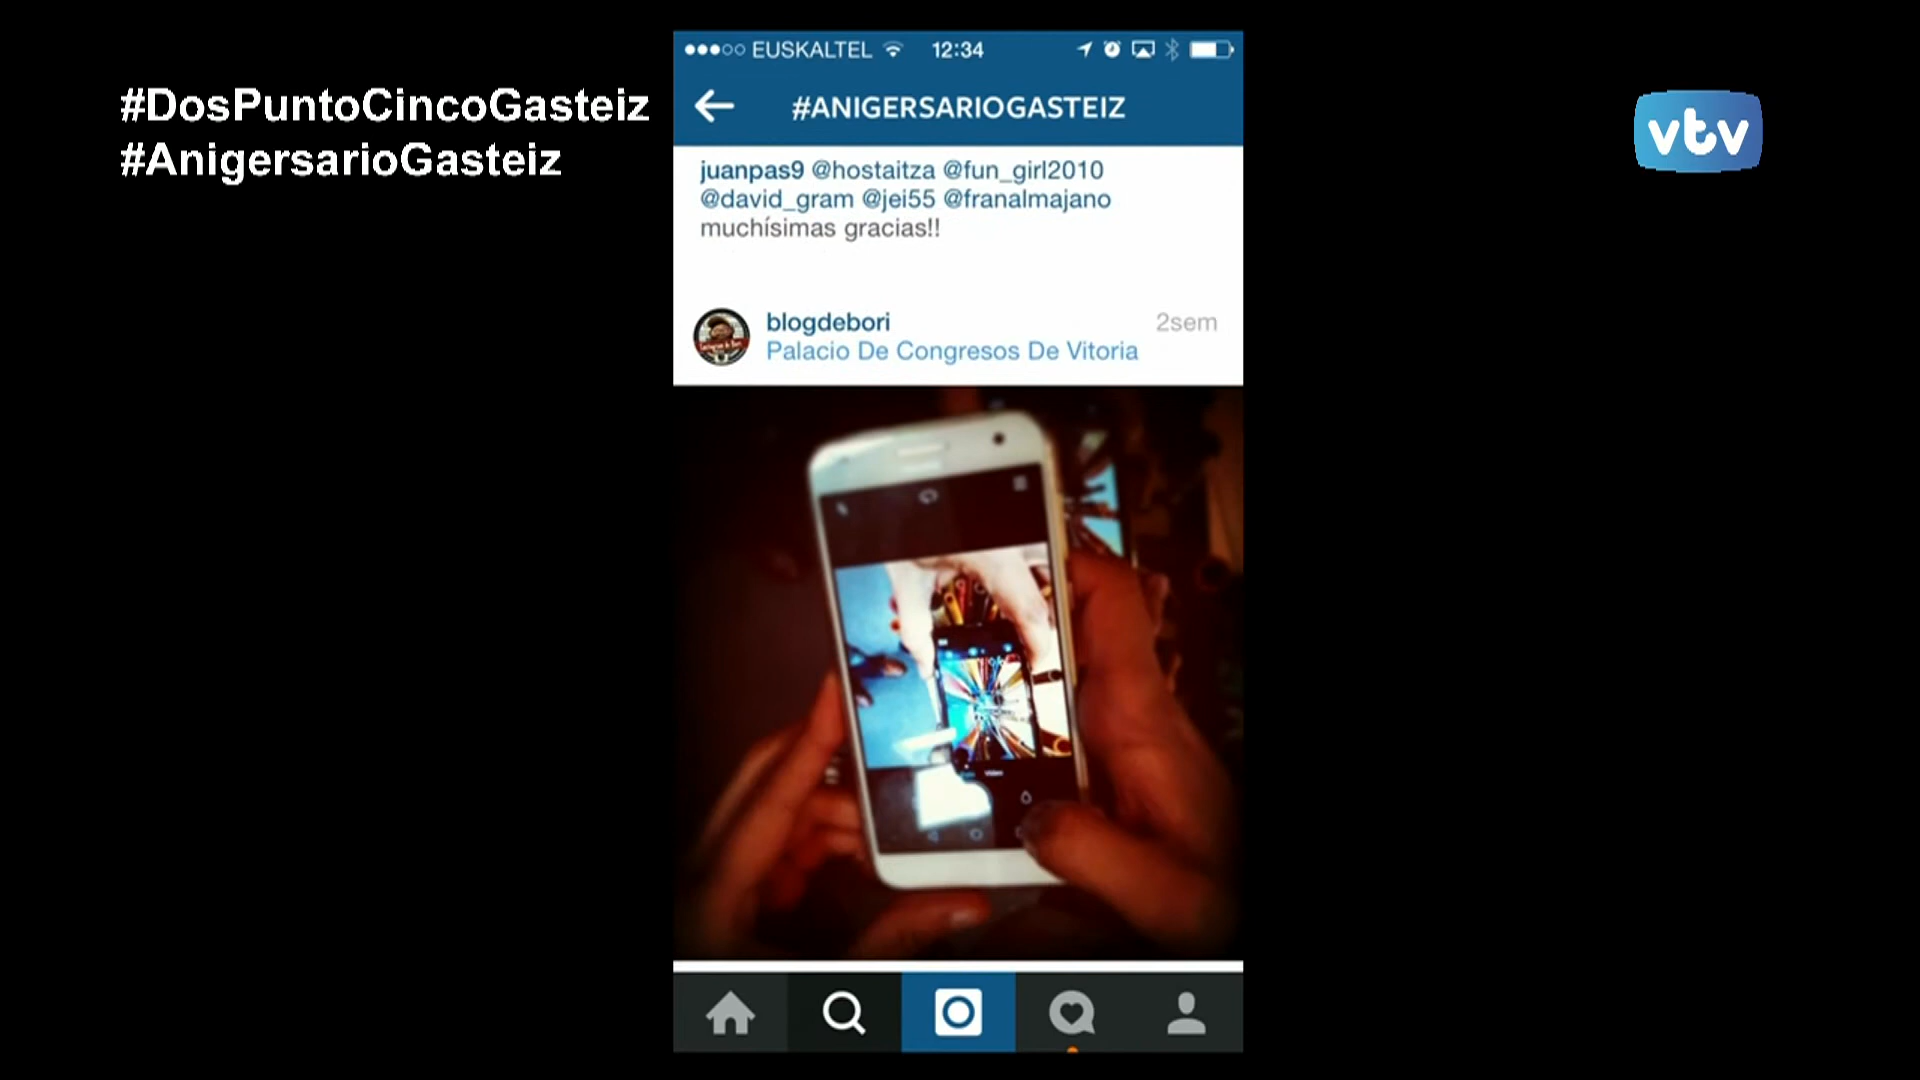 #DosPuntoCincoGasteiz
#AnigersarioGasteiz
vtv
EUSKALTEL 12:34
#ANIGERSARIOGASTEIZ
juanpas9 @hostaitza @fun_girl2010
@david_gram @jei55 @franalmajano
muchísimas gracias!!
blogdebori 2sem
Palacio De Congresos De Vitoria